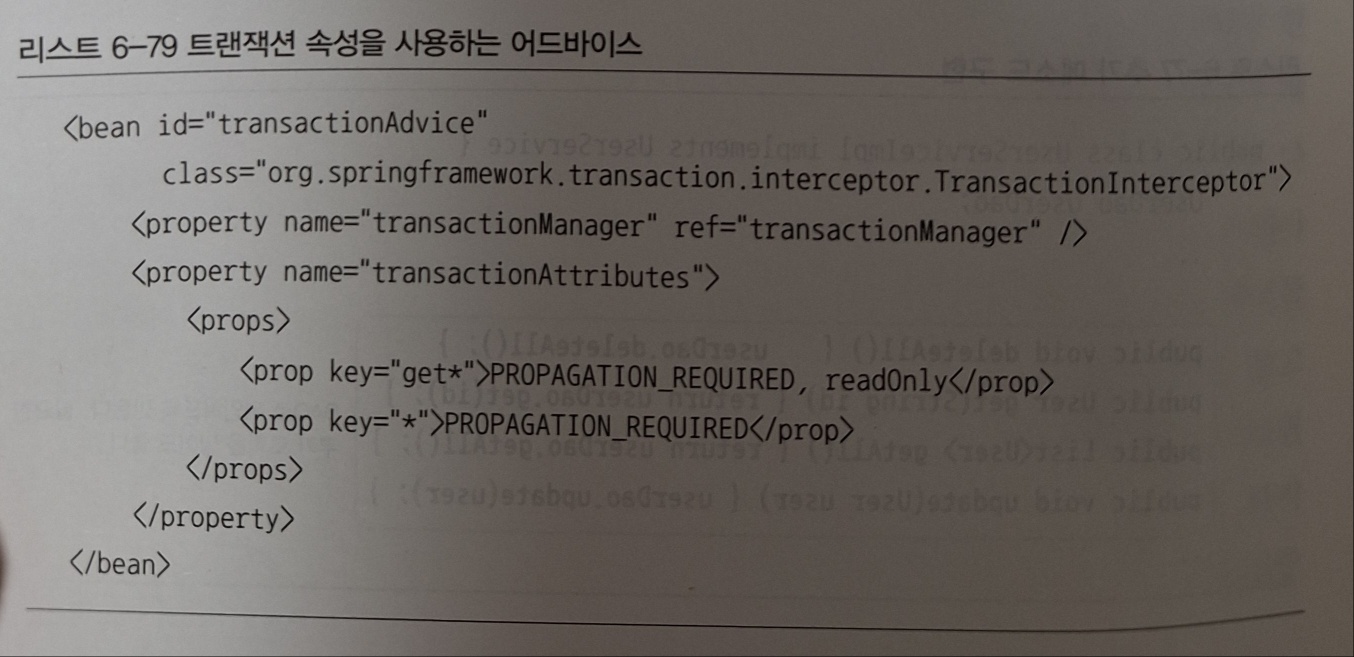 리스트 6–79 트랜잭션 속성을 사용하는 어드바이스
<bean id="transactionAdvice"
class="org.springframework.transaction.interceptor.TransactionInterceptor">
<property name="transactionManager" ref="transactionManager" />
<property name="transactionAttributes">
<props>
<prop key="get*">PROPAGATION_REQUIRED, readOnly</prop>
<prop key="*">PROPAGATION_REQUIRED</prop>
</props>
</property>
</bean>